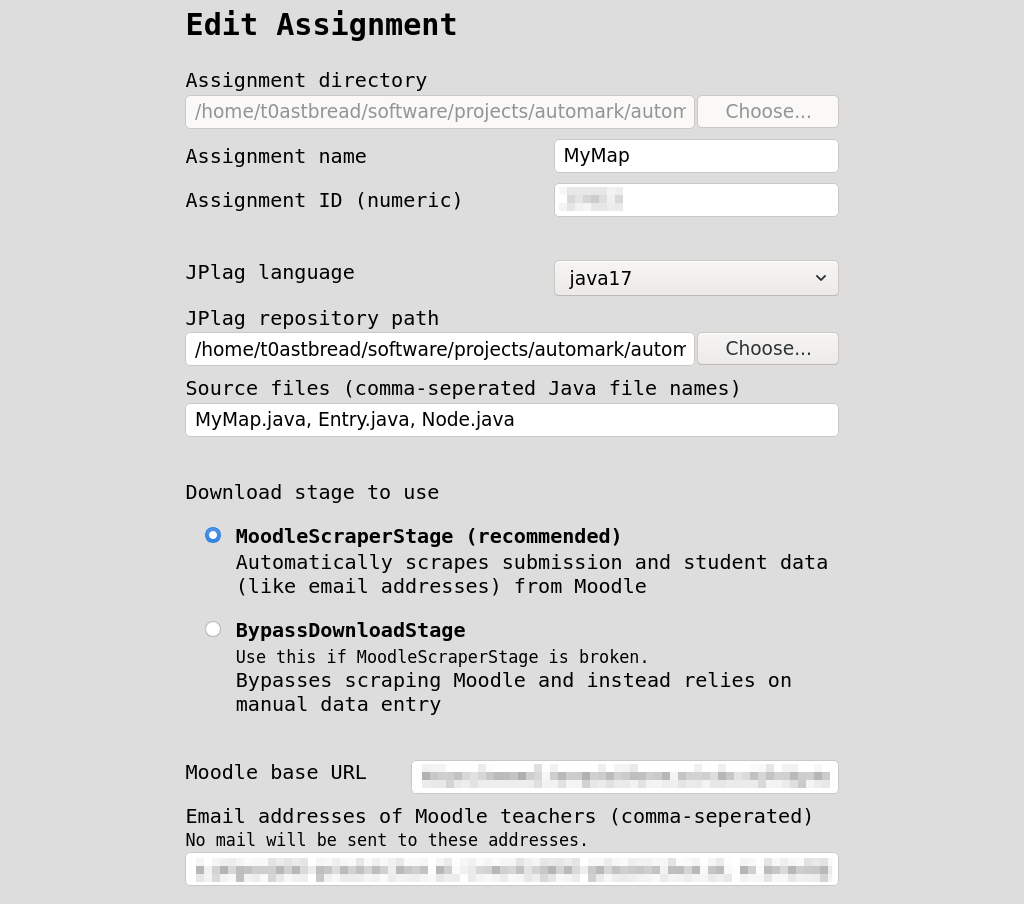 Edit Assignment
Assignment directory
/home/t0astbread/software/projects/automark/autom
Choose...
Assignment name
MyMap
Assignment ID (numeric)
JPlag language
java17
JPlag repository path
/home/t0astbread/software/projects/automark/autom
Choose...
Source files (comma-seperated Java file names)
MyMap.java, Entry.java, Node.java
Download stage to use
MoodleScraperStage (recommended)
Automatically scrapes submission and student data
(like email addresses) from Moodle
BypassDownloadStage
Use this if MoodleScraperStage is broken.
Bypasses scraping Moodle and instead relies on
manual data entry
Moodle base URL
Email addresses of Moodle teachers (comma-seperated)
No mail will be sent to these addresses.